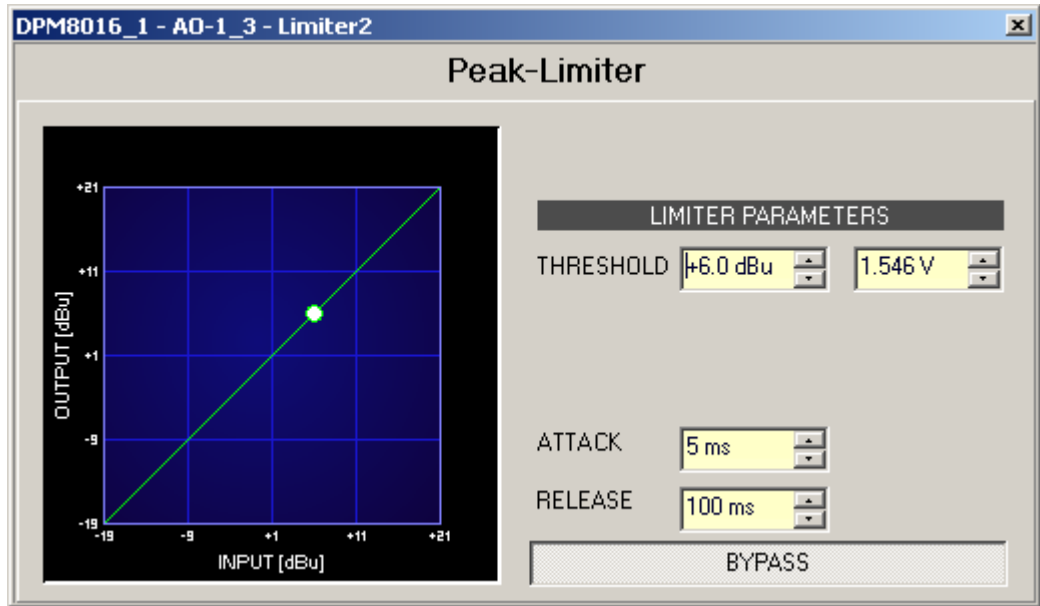 DPM8016_1 - AO-1_3 - Limiter2
Peak-Limiter
OUTPUT [dBu]
+21
+11
+1
-9
-19
-19 -9 +1 +11 +21
INPUT [dBu]
LIMITER PARAMETERS
THRESHOLD +6.0 dBu 1.546 V
ATTACK 5 ms
RELEASE 100 ms
BYPASS